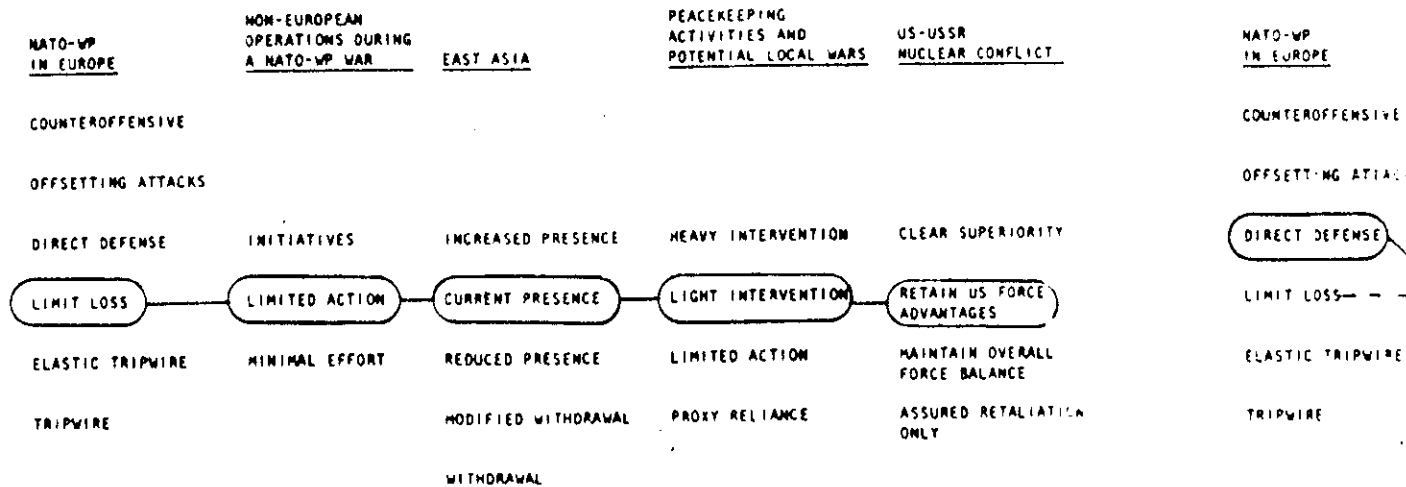 NATO-WP
IN EUROPE
COUNTEROFFENSIVE
OFFSETTING ATTACKS
DIRECT DEFENSE
LIMIT LOSS
ELASTIC TRIPWIRE
TRIPWIRE
NON-EUROPEAN
OPERATIONS DURING
A NATO-WP WAR
INITIATIVES
LIMITED ACTION
MINIMAL EFFORT
EAST ASIA
INCREASED PRESENCE
CURRENT PRESENCE
REDUCED PRESENCE
MODIFIED WITHDRAWAL
WITHDRAWAL
PEACEKEEPING
ACTIVITIES AND
POTENTIAL LOCAL WARS
HEAVY INTERVENTION
LIGHT INTERVENTION
LIMITED ACTION
PROXY RELIANCE
US-USSR
NUCLEAR CONFLICT
CLEAR SUPERIORITY
RETAIN US FORCE
ADVANTAGES
MAINTAIN OVERALL
FORCE BALANCE
ASSURED RETALIATION
ONLY
NATO-WP
IN EUROPE
COUNTEROFFENSIVE
OFFSETTING
DIRECT DEFENSE
LIMIT LOSS
ELASTIC TRIPWIRE
TRIPWIRE